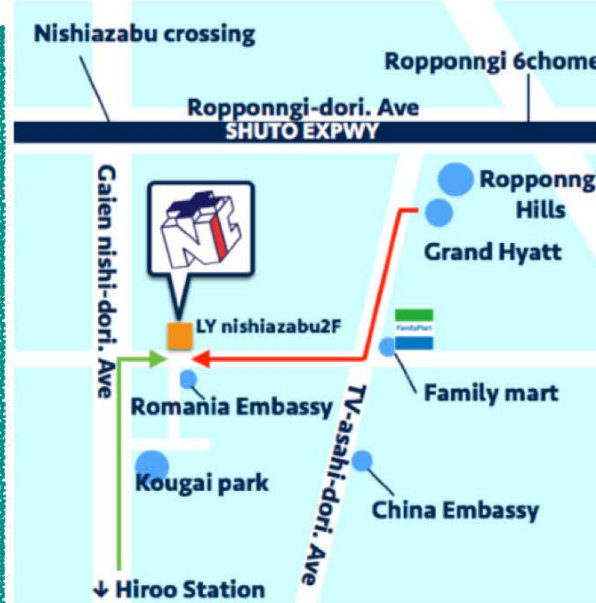 Nishiazabu crossing
Ropponngi 6chome
Ropponngi-dori. Ave
SHUTO EXPWY
Gaien nishi-dori. Ave
Ropponng
Hills
Grand Hyatt
NE
LY nishiazabu2F
FamilyMart
Family mart
Romania Embassy
TV-asahi-dori. Ave
Kougai park
China Embassy
↓ Hiroo Station